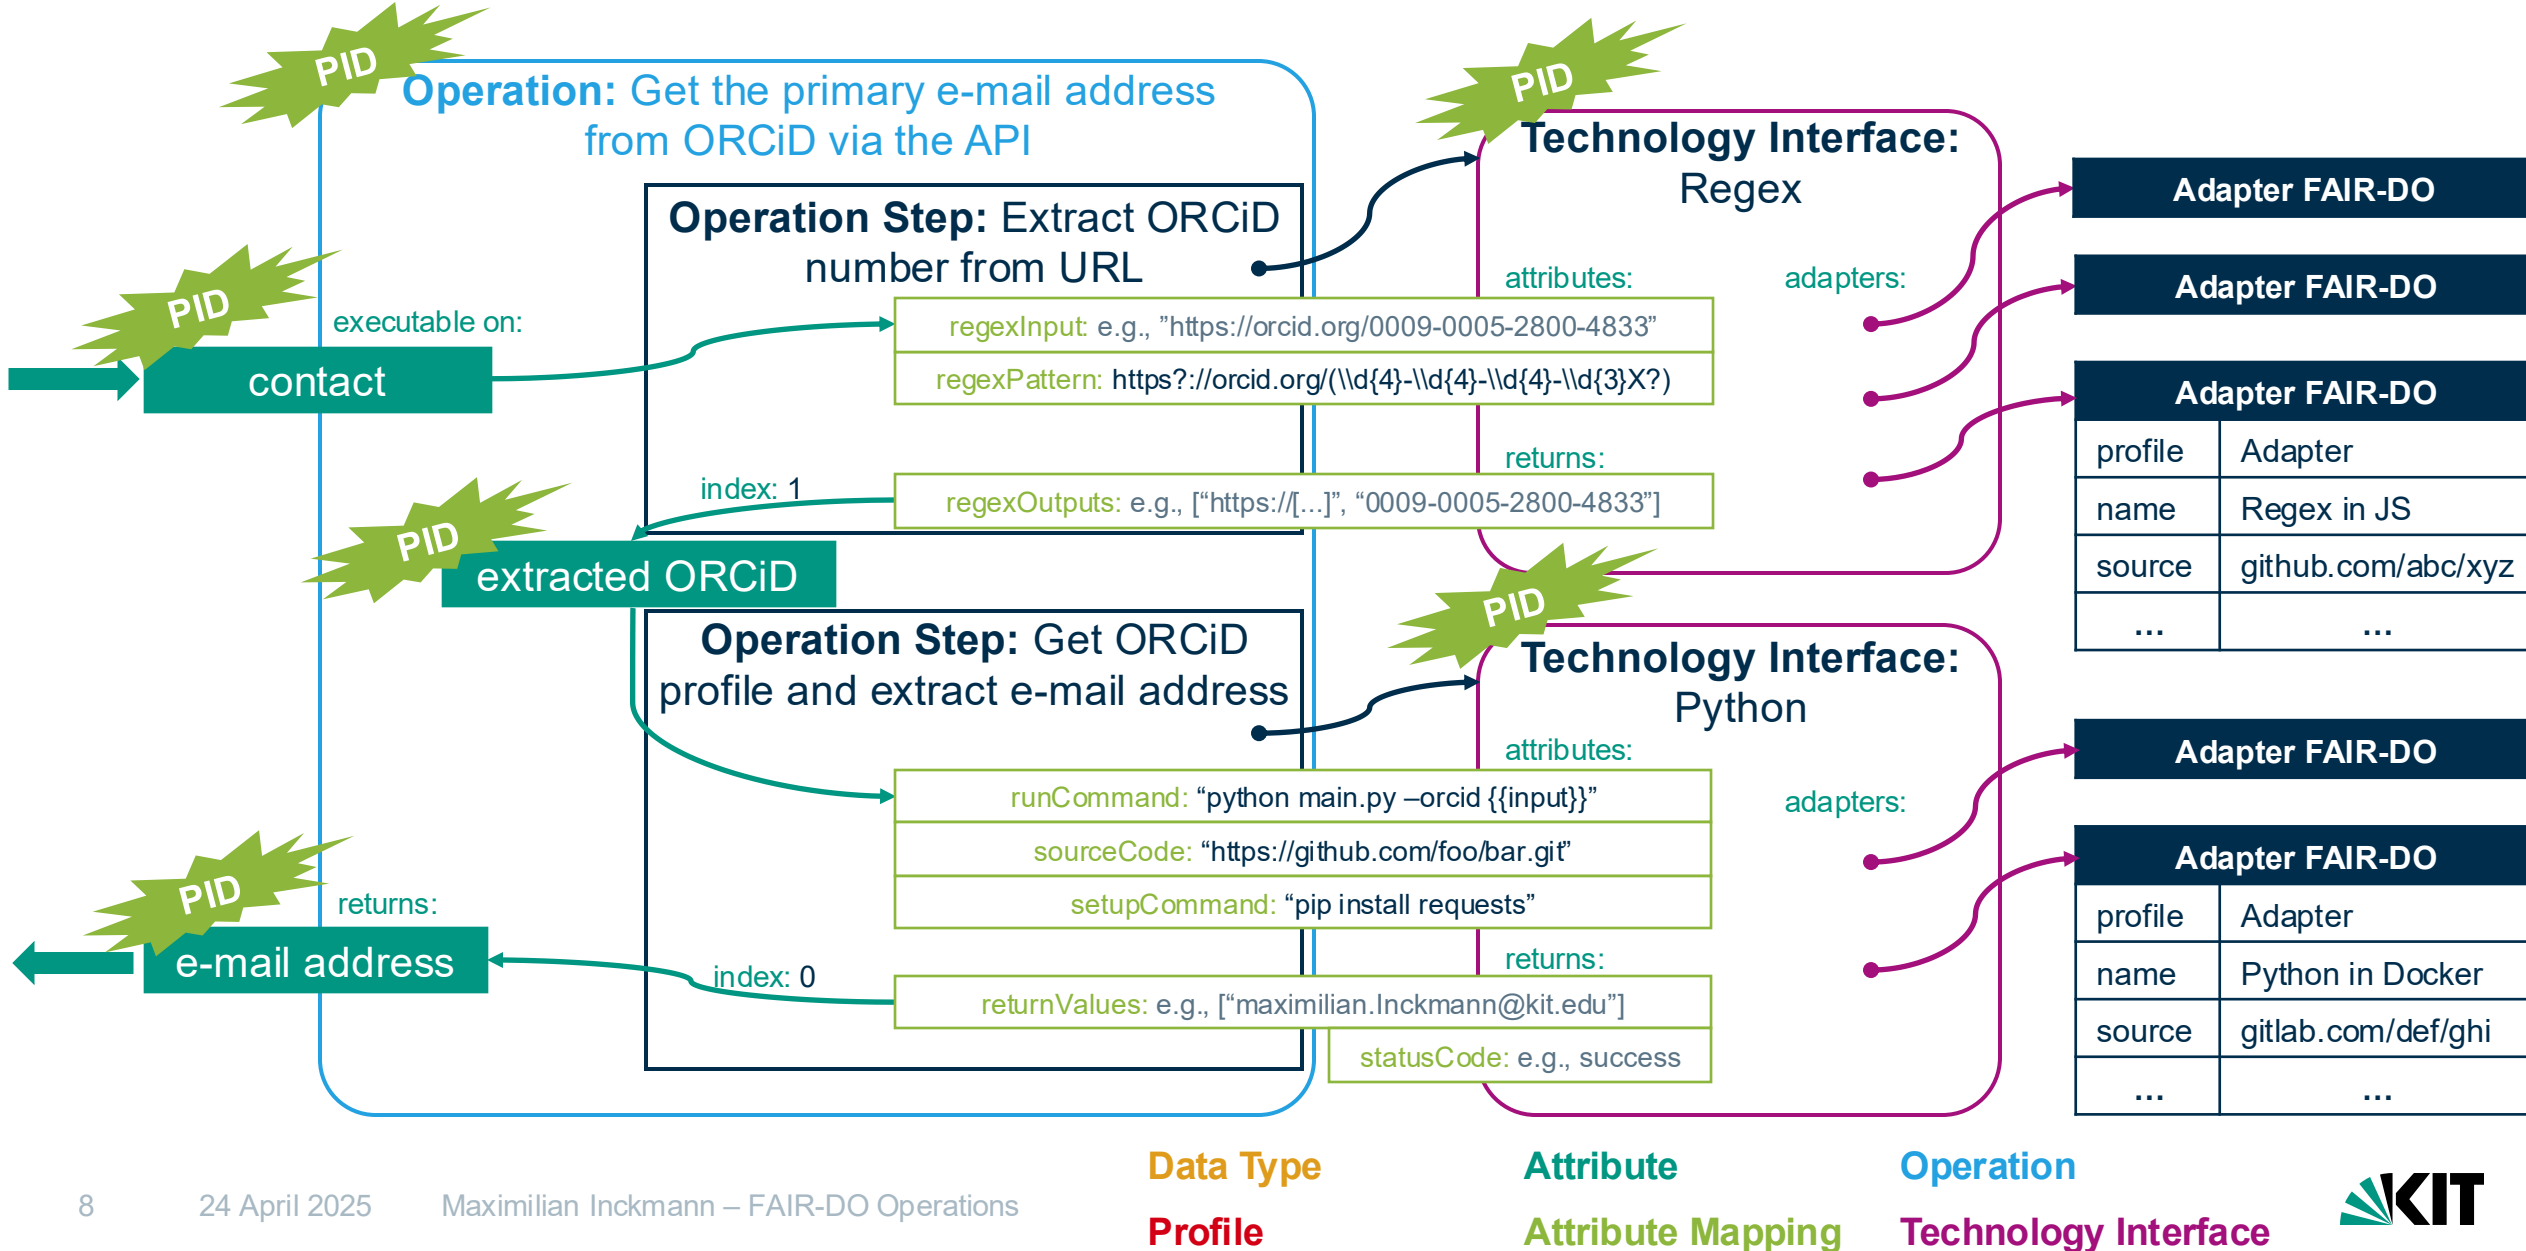 PID
Operation: Get the primary e-mail address
from ORCiD via the API
Operation Step: Extract ORCiD
number from URL
PID
executable on:
contact
regexInput: e.g., ”https://orcid.org/0009-0005-2800-4833”
regexPattern: https?://orcid.org/(\\d{4}-\\d{4}-\\d{4}-\\d{3}X?)
index: 1
regexOutputs: e.g., [“https://[...]”, “0009-0005-2800-4833”]
PID
extracted ORCiD
Operation Step: Get ORCiD
profile and extract e-mail address
runCommand: “python main.py –orcid {{input}}”
sourceCode: “https://github.com/foo/bar.git”
setupCommand: “pip install requests”
PID
returns:
e-mail address
index: 0
returnValues: e.g., [“maximilian.Inckmann@kit.edu”]
statusCode: e.g., success
PID
Technology Interface:
Regex
attributes:
adapters:
returns:
PID
Technology Interface:
Python
attributes:
adapters:
returns:
Adapter FAIR-DO
Adapter FAIR-DO
Adapter FAIR-DO
profile Adapter
name Regex in JS
source github.com/abc/xyz
... ...
Adapter FAIR-DO
Adapter FAIR-DO
profile Adapter
name Python in Docker
source gitlab.com/def/ghi
... ...
Data Type Attribute Operation
Profile Attribute Mapping Technology Interface
8 24 April 2025 Maximilian Inckmann – FAIR-DO Operations
KIT